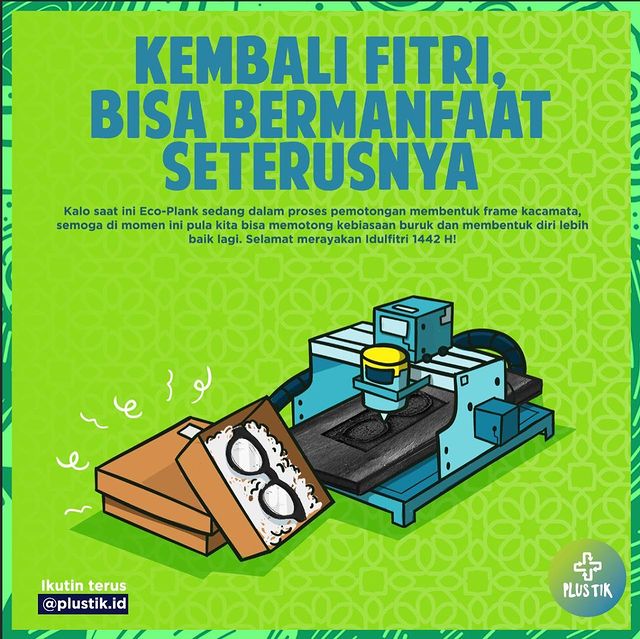 KEMBALI FITRI,
BISA BERMANFAAT
SETERUSNYA
Kalo saat ini Eco-Plank sedang dalam proses pemotongan membentuk frame kacamata,
semoga di momen ini pula kita bisa memotong kebiasaan buruk dan membentuk diri lebih
baik lagi. Selamat merayakan Idulfitri 1442 H!
Ikutin terus
@plustik.id
PLUSTIK